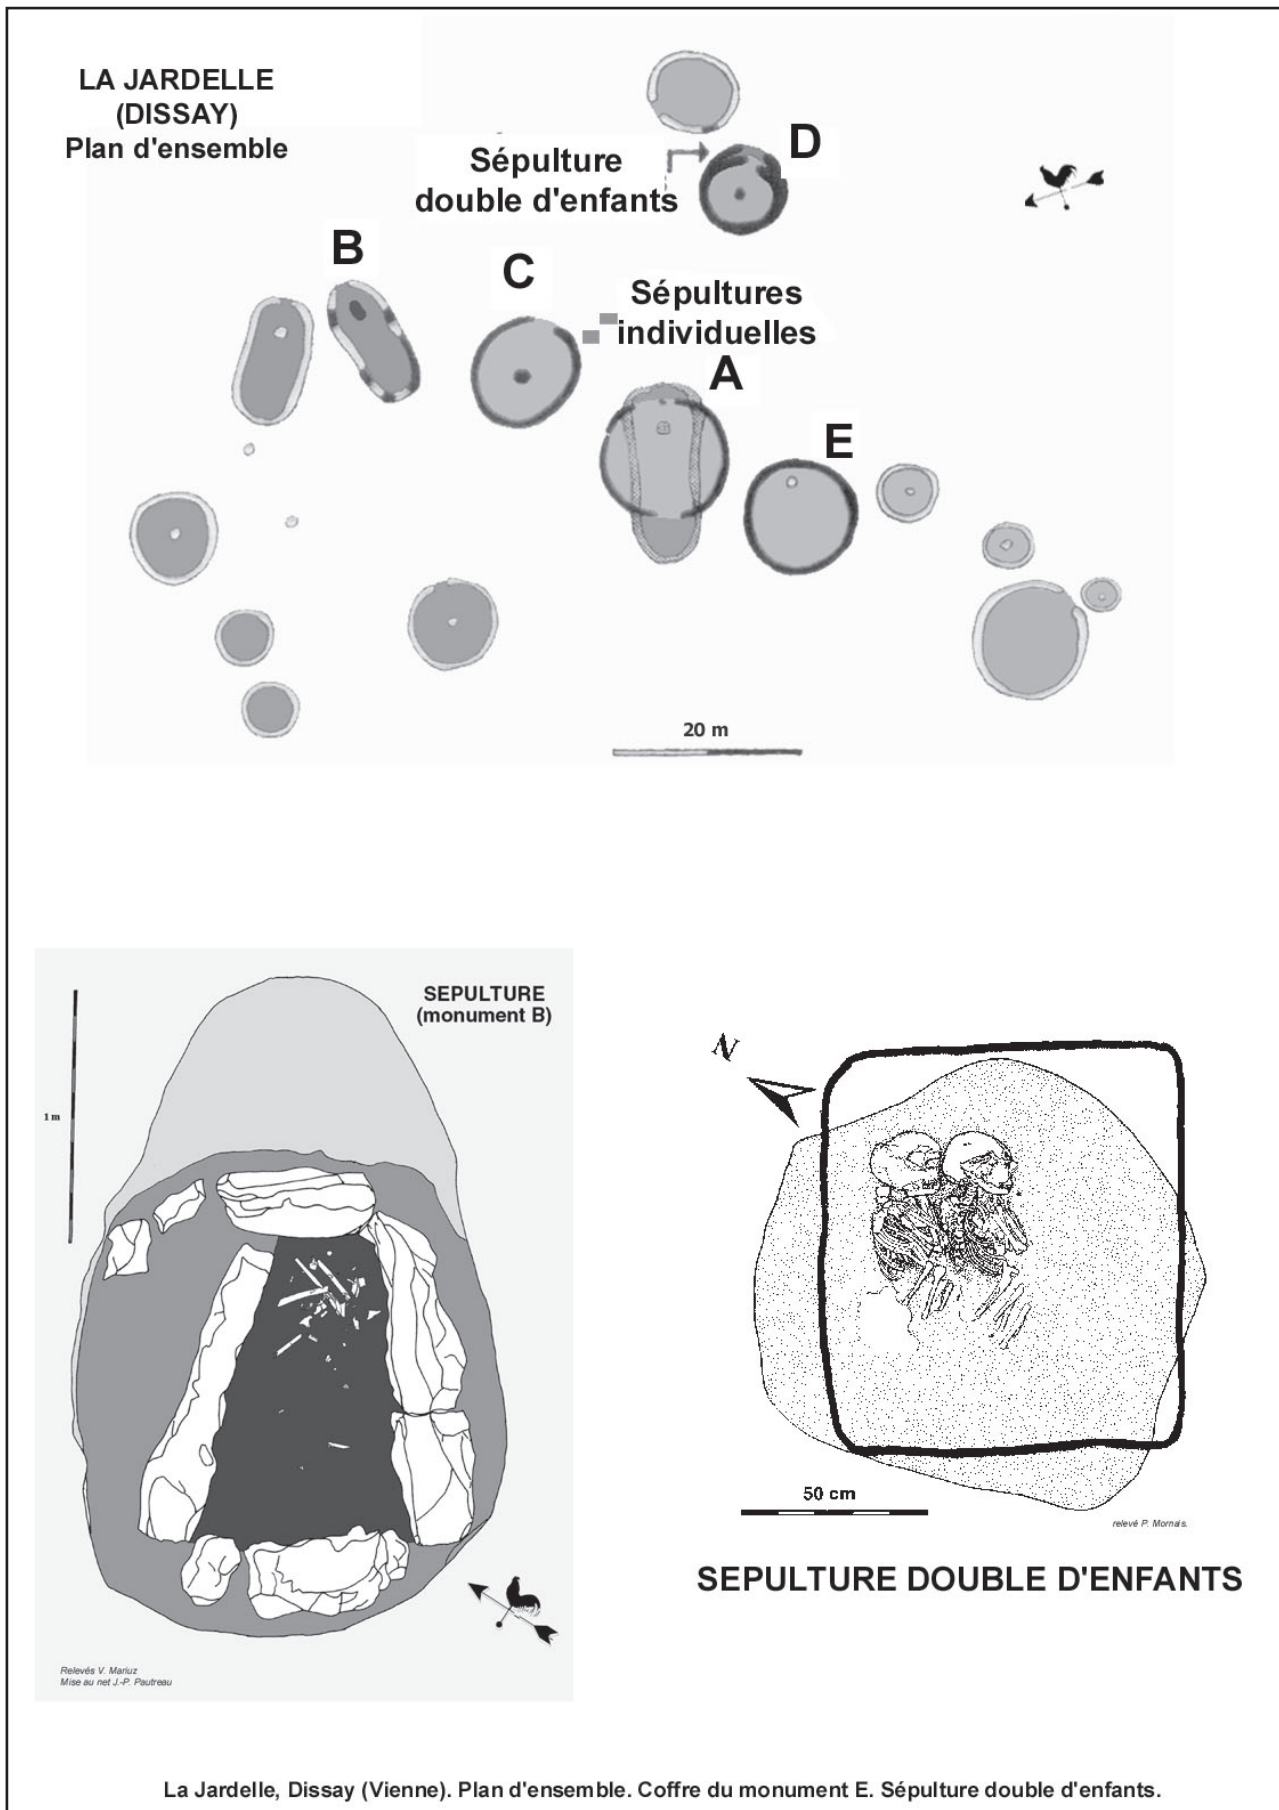 LA JARDELLE
(DISSAY)
Plan d'ensemble
Sépulture
double d'enfants
D
B
C
Sépultures
individuelles
A
E
20 m
SEPULTURE
(monument B)
1 m
Relevés V. Mariuz
Mise au net J.-P. Pautreau
N
50 cm
relevé P. Mornais.
SEPULTURE DOUBLE D'ENFANTS
La Jardelle, Dissay (Vienne). Plan d'ensemble. Coffre du monument E. Sépulture double d'enfants.